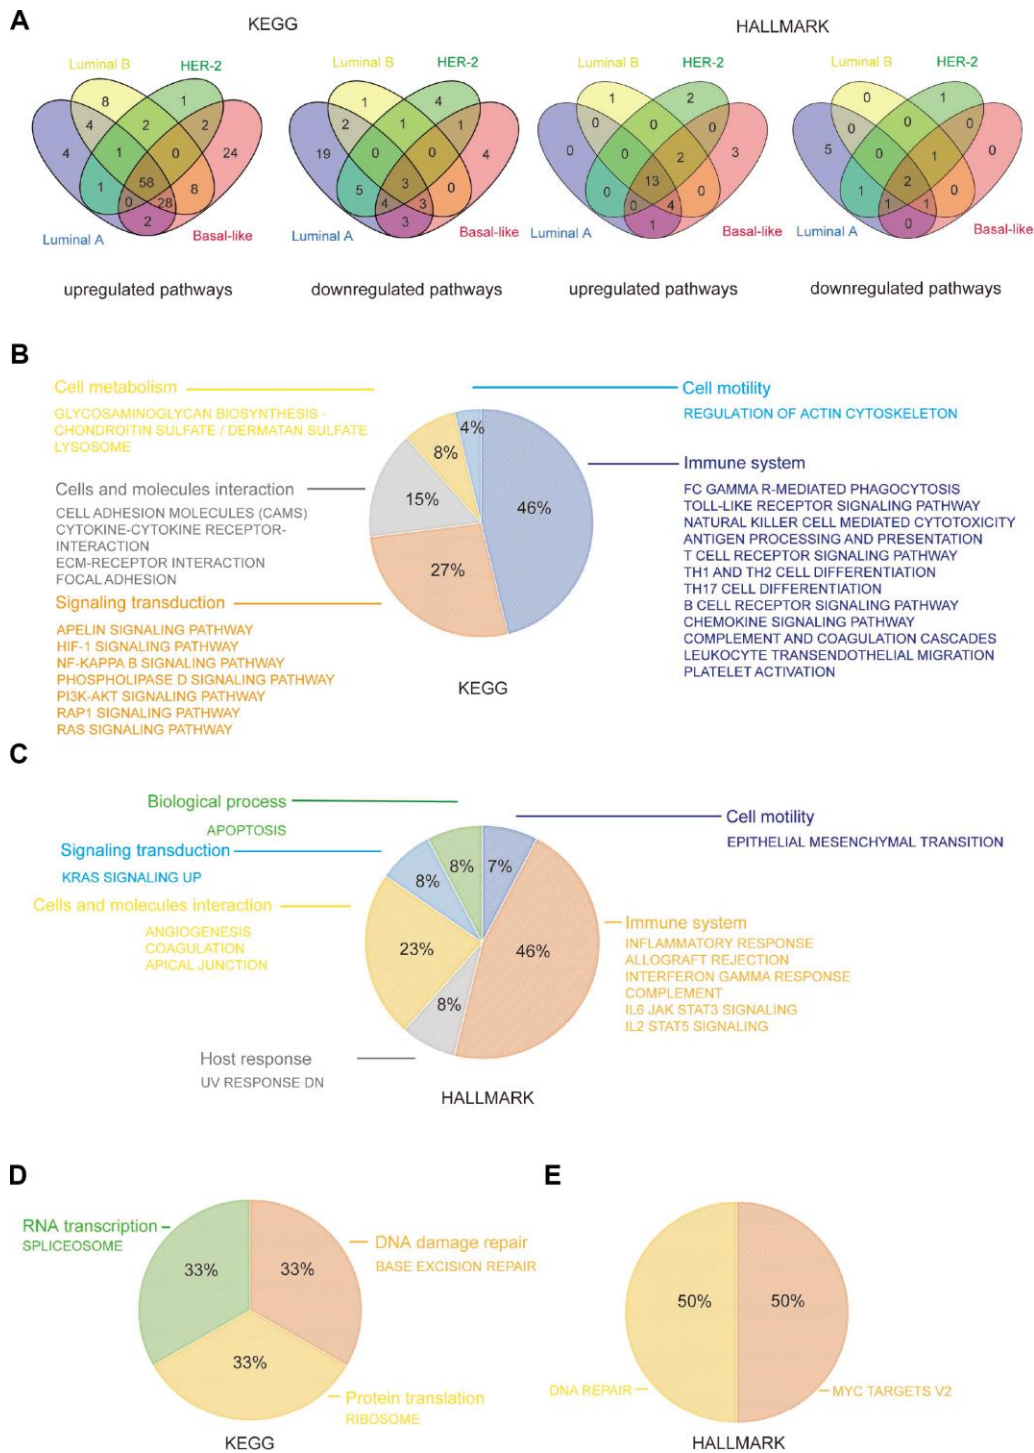 A
KEGG
HALLMARK
Luminal B
HER-2
Luminal B
HER-2
Luminal B
HER-2
Luminal B
HER-2
8
1
4
2
2
4
1
0
24
58
1
8
0
28
2
Luminal A
Basal-like
1
4
2
1
1
19
0
0
4
3
5
0
4
3
3
Luminal A
Basal-like
1
2
0
0
0
0
0
2
3
13
0
0
0
4
1
Luminal A
Basal-like
0
1
0
0
0
5
0
1
0
2
1
0
1
1
0
Luminal A
Basal-like
upregulated pathways
downregulated pathways
upregulated pathways
downregulated pathways
B
Cell metabolism
GLYCOSAMINOGLYCAN BIOSYNTHESIS -
CHONDROITIN SULFATE / DERMATAN SULFATE
LYSOSOME
Cells and molecules interaction
CELL ADHESION MOLECULES (CAMS)
CYTOKINE-CYTOKINE RECEPTOR-
INTERACTION
ECM-RECEPTOR INTERACTION
FOCAL ADHESION
Signaling transduction
APELIN SIGNALING PATHWAY
HIF-1 SIGNALING PATHWAY
NF-KAPPA B SIGNALING PATHWAY
PHOSPHOLIPASE D SIGNALING PATHWAY
PI3K-AKT SIGNALING PATHWAY
RAP1 SIGNALING PATHWAY
RAS SIGNALING PATHWAY
4%
8%
15%
46%
27%
KEGG
Cell motility
REGULATION OF ACTIN CYTOSKELETON
Immune system
FC GAMMA R-MEDIATED PHAGOCYTOSIS
TOLL-LIKE RECEPTOR SIGNALING PATHWAY
NATURAL KILLER CELL MEDIATED CYTOTOXICITY
ANTIGEN PROCESSING AND PRESENTATION
T CELL RECEPTOR SIGNALING PATHWAY
TH1 AND TH2 CELL DIFFERENTIATION
TH17 CELL DIFFERENTIATION
B CELL RECEPTOR SIGNALING PATHWAY
CHEMOKINE SIGNALING PATHWAY
COMPLEMENT AND COAGULATION CASCADES
LEUKOCYTE TRANSENDOTHELIAL MIGRATION
PLATELET ACTIVATION
C
Biological process
APOPTOSIS
Signaling transduction
KRAS SIGNALING UP
Cells and molecules interaction
ANGIOGENESIS
COAGULATION
APICAL JUNCTION
Host response
UV RESPONSE DN
8%
7%
8%
23%
46%
8%
HALLMARK
Cell motility
EPITHELIAL MESENCHYMAL TRANSITION
Immune system
INFLAMMATORY RESPONSE
ALLOGRAFT REJECTION
INTERFERON GAMMA RESPONSE
COMPLEMENT
IL6 JAK STAT3 SIGNALING
IL2 STAT5 SIGNALING
D
RNA transcription
SPLICEOSOME
33%
33%
33%
DNA damage repair
BASE EXCISION REPAIR
Protein translation
RIBOSOME
KEGG
E
50%
50%
DNA REPAIR
MYC TARGETS V2
HALLMARK